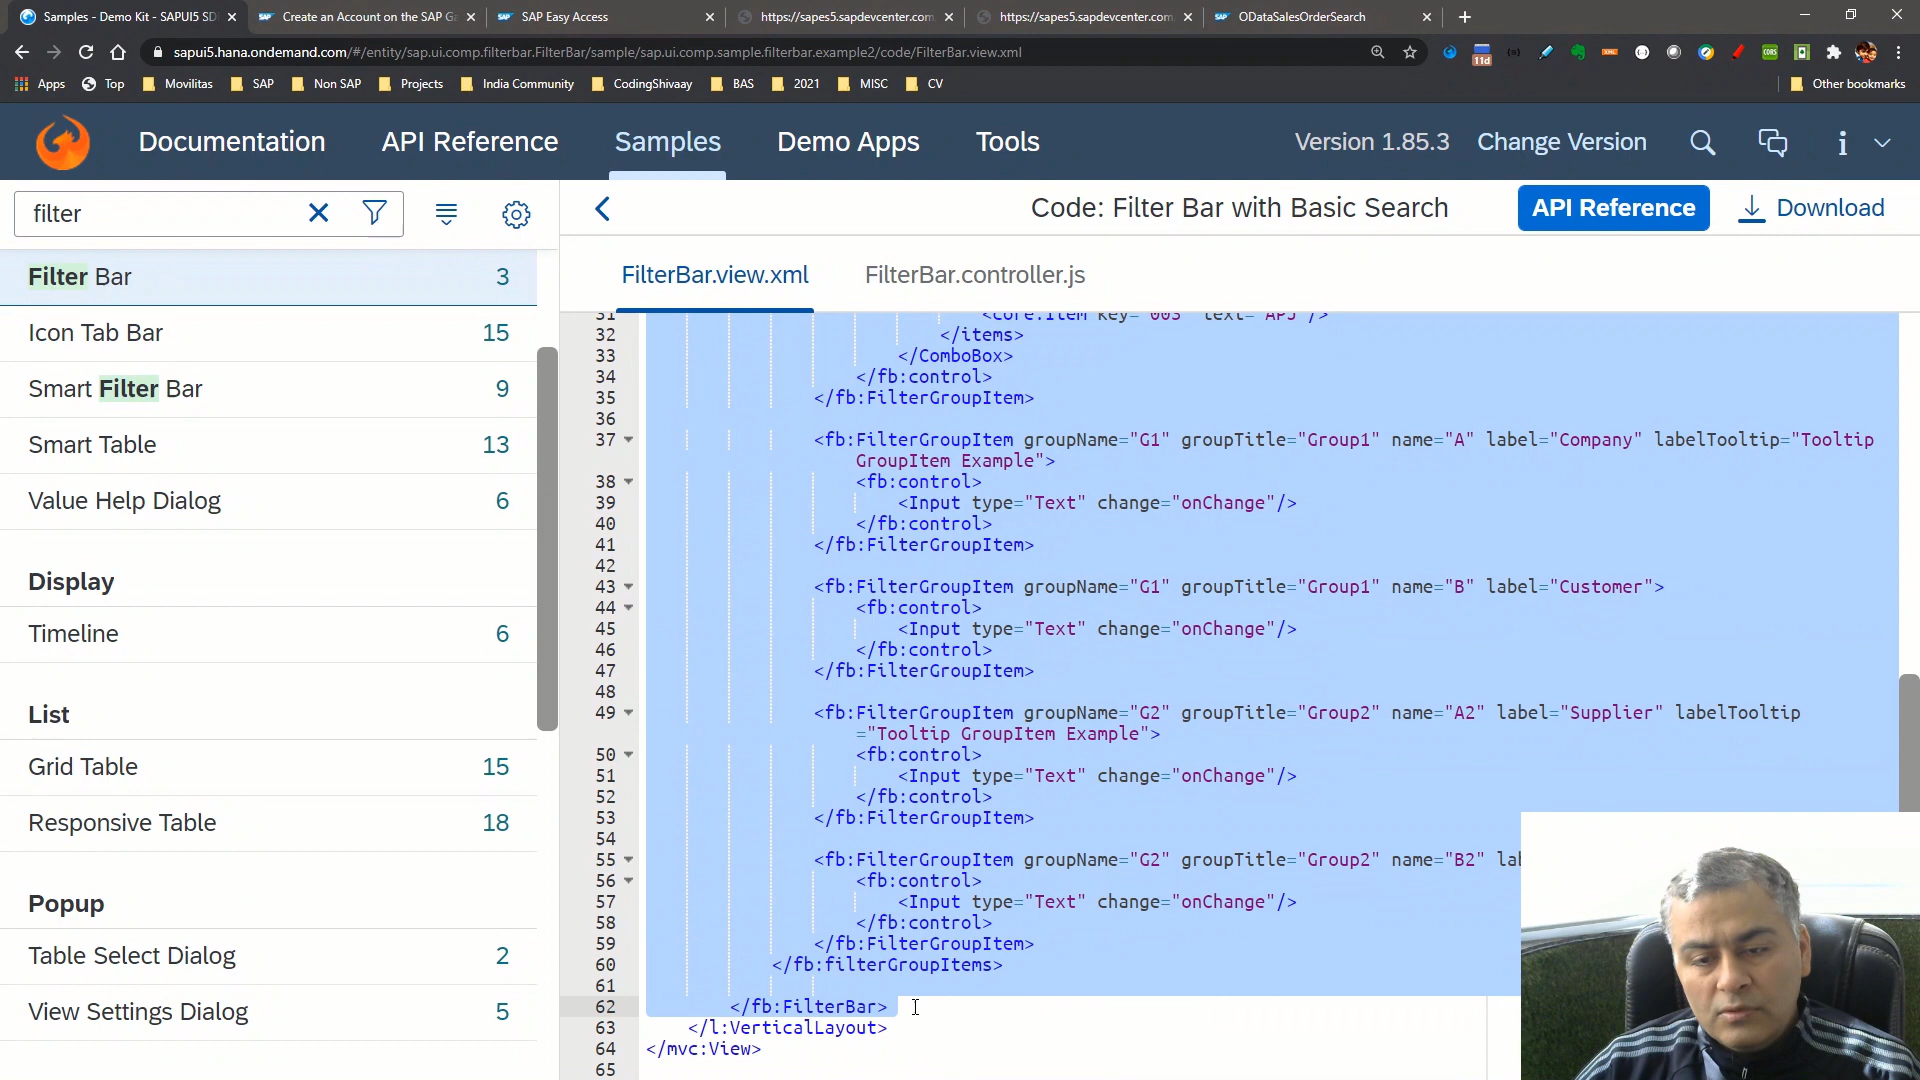 Samples - Demo Kit - SAPUI5 SD
Create an Account on the SAP Ga
SAP Easy Access
https://sapes5.sapdevcenter.com
https://sapes5.sapdevcenter.com
ODataSalesOrderSearch
sapui5.hana.ondemand.com/#/entity/sap.ui.comp.filterbar.FilterBar/sample/sap.ui.comp.sample.filterbar.example2/code/FilterBar.view.xml
11d
Apps
Top
Movilitas
SAP
Non SAP
Projects
India Community
CodingShivaay
BAS
2021
MISC
CV
Other bookmarks
Documentation
API Reference
Samples
Demo Apps
Tools
Version 1.85.3
Change Version
filter
Code: Filter Bar with Basic Search
API Reference
Download
Filter Bar 3
Icon Tab Bar 15
Smart Filter Bar 9
Smart Table 13
Value Help Dialog 6
Display
Timeline 6
List
Grid Table 15
Responsive Table 18
Popup
Table Select Dialog 2
View Settings Dialog 5
FilterBar.view.xml
FilterBar.controller.js
31 <core:Item key="003" text="APJ"/>
32 </items>
33 </ComboBox>
34 </fb:control>
35 </fb:FilterGroupItem>
36
37 <fb:FilterGroupItem groupName="G1" groupTitle="Group1" name="A" label="Company" labelTooltip="Tooltip
GroupItem Example">
38 <fb:control>
39 <Input type="Text" change="onChange"/>
40 </fb:control>
41 </fb:FilterGroupItem>
42
43 <fb:FilterGroupItem groupName="G1" groupTitle="Group1" name="B" label="Customer">
44 <fb:control>
45 <Input type="Text" change="onChange"/>
46 </fb:control>
47 </fb:FilterGroupItem>
48
49 <fb:FilterGroupItem groupName="G2" groupTitle="Group2" name="A2" label="Supplier" labelTooltip
="Tooltip GroupItem Example">
50 <fb:control>
51 <Input type="Text" change="onChange"/>
52 </fb:control>
53 </fb:FilterGroupItem>
54
55 <fb:FilterGroupItem groupName="G2" groupTitle="Group2" name="B2" la
56 <fb:control>
57 <Input type="Text" change="onChange"/>
58 </fb:control>
59 </fb:FilterGroupItem>
60 </fb:filterGroupItems>
61
62 </fb:FilterBar>
63 </l:VerticalLayout>
64 </mvc:View>
65